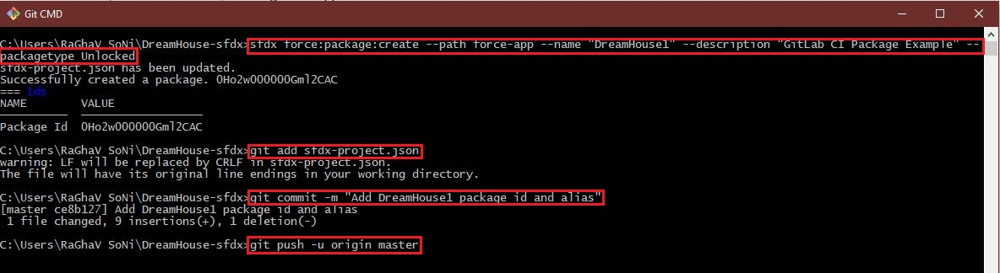 Git CMD
C:\Users\RaGhaV SoNi\DreamHouse-sfdx>sfdx force:package:create --path force-app --name "DreamHouse1" --description "GitLab CI Package Example" --
packagetype Unlocked
sfdx-project.json has been updated.
Successfully created a package. 0Ho2w000000Gml2CAC
=== Ids
NAME        VALUE
Package Id  0Ho2w000000Gml2CAC
C:\Users\RaGhaV SoNi\DreamHouse-sfdx>git add sfdx-project.json
warning: LF will be replaced by CRLF in sfdx-project.json.
The file will have its original line endings in your working directory.
C:\Users\RaGhaV SoNi\DreamHouse-sfdx>git commit -m "Add DreamHouse1 package id and alias"
[master ce8b127] Add DreamHouse1 package id and alias
 1 file changed, 9 insertions(+), 1 deletion(-)
C:\Users\RaGhaV SoNi\DreamHouse-sfdx>git push -u origin master